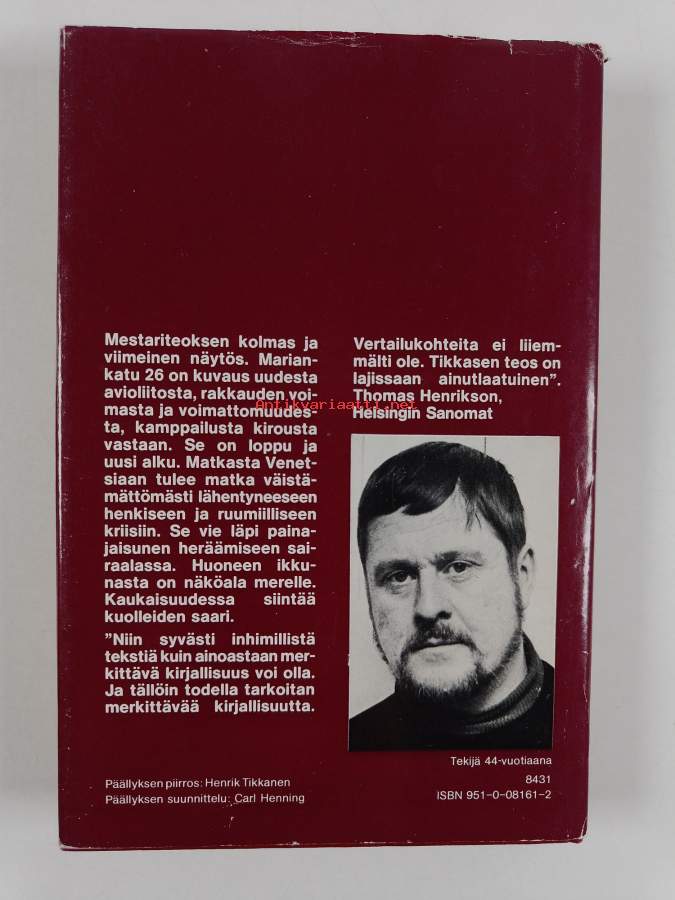 Mestariteoksen kolmas ja
viimeinen näytös. Marian-
katu 26 on kuvaus uudesta
avioliitosta, rakkauden voi-
masta ja voimattomuudes-
ta, kamppailusta kirousta
vastaan. Se on loppu ja
uusi alku. Matkasta Venet-
siaan tulee matka väistä-
mättömästi lähentyneeseen
henkiseen ja ruumiilliseen
kriisiin. Se vie läpi paina-
jaisunen heräämiseen sai-
raalassa. Huoneen ikku-
nasta on näköala merelle.
Kaukaisuudessa siintää
kuolleiden saari.
”Niin syvästi inhimillistä
tekstiä kuin ainoastaan mer-
kittävä kirjallisuus voi olla.
Ja tällöin todella tarkoitan
merkittävää kirjallisuutta.
Vertailukohteita ei liiem-
mälti ole. Tikkasen teos on
lajissaan ainutlaatuinen”.
Thomas Henrikson,
Helsingin Sanomat
Antikvariaatti.net
Tekijä 44-vuotiaana
Päällyksen piirros: Henrik Tikkanen
Päällyksen suunnittelu: Carl Henning
8431
ISBN 951-0-08161-2